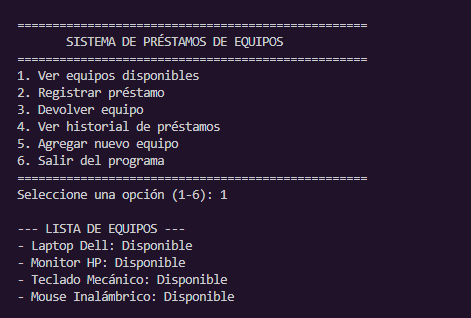 ==================================================
SISTEMA DE PRÉSTAMOS DE EQUIPOS
==================================================
1. Ver equipos disponibles
2. Registrar préstamo
3. Devolver equipo
4. Ver historial de préstamos
5. Agregar nuevo equipo
6. Salir del programa
==================================================
Seleccione una opción (1-6): 1
--- LISTA DE EQUIPOS ---
- Laptop Dell: Disponible
- Monitor HP: Disponible
- Teclado Mecánico: Disponible
- Mouse Inalámbrico: Disponible